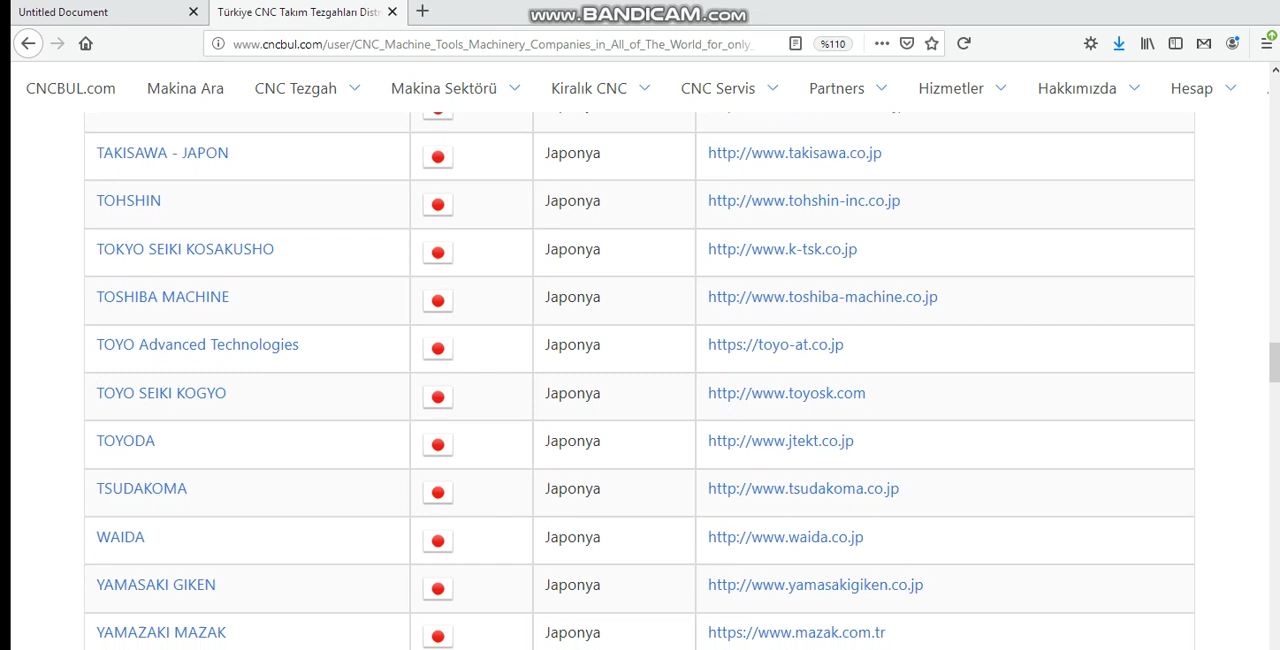 Untitled Document
Türkiye CNC Takım Tezgahları Distr
www.BANDICAM.com
www.cncbul.com/user/CNC_Machine_Tools_Machinery_Companies_in_All_of_The_World_for_only_
%110
CNCBUL.com Makina Ara CNC Tezgah Makina Sektörü Kiralık CNC CNC Servis Partners Hizmetler Hakkımızda Hesap
TAKISAWA - JAPON Japonya http://www.takisawa.co.jp
TOHSHIN Japonya http://www.tohshin-inc.co.jp
TOKYO SEIKI KOSAKUSHO Japonya http://www.k-tsk.co.jp
TOSHIBA MACHINE Japonya http://www.toshiba-machine.co.jp
TOYO Advanced Technologies Japonya https://toyo-at.co.jp
TOYO SEIKI KOGYO Japonya http://www.toyosk.com
TOYODA Japonya http://www.jtekt.co.jp
TSUDAKOMA Japonya http://www.tsudakoma.co.jp
WAIDA Japonya http://www.waida.co.jp
YAMASAKI GIKEN Japonya http://www.yamasakigiken.co.jp
YAMAZAKI MAZAK Japonya https://www.mazak.com.tr